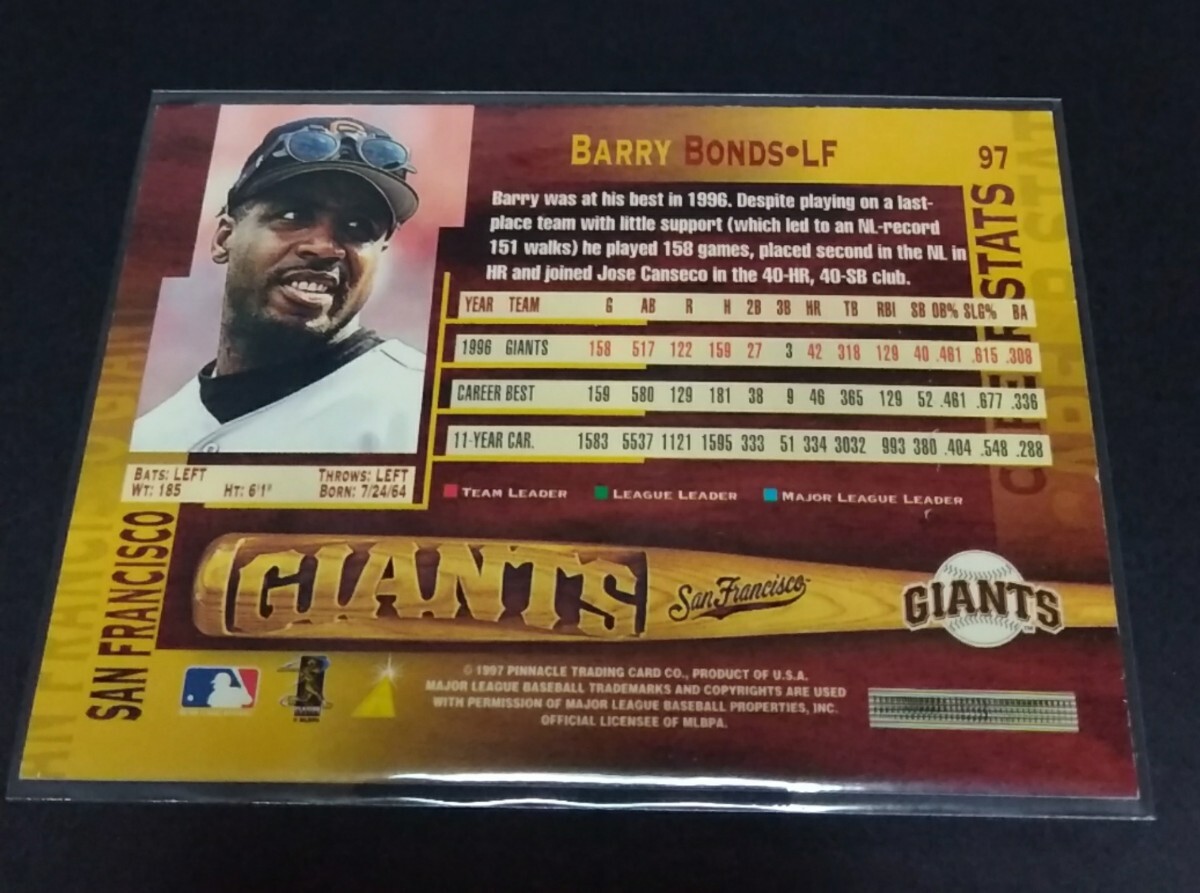 BARRY BONDS•LF
97
Barry was at his best in 1996. Despite playing on a last-
place team with little support (which led to an NL-record
151 walks) he played 158 games, placed second in the NL in
HR and joined Jose Canseco in the 40-HR, 40-SB club.
YEAR TEAM G AB R H 2B 3B HR TB RBI SB OB% SLG% BA
1996 GIANTS 158 517 122 159 27 3 42 318 129 40 .461 .615 .308
CAREER BEST 159 580 129 181 38 9 46 365 129 52 .461 .677 .336
11-YEAR CAR. 1583 5537 1121 1595 333 51 334 3032 993 380 .404 .548 .288
STATS
BATS: LEFT THROWS: LEFT
WT: 185 HT: 6'1" BORN: 7/24/64
TEAM LEADER LEAGUE LEADER MAJOR LEAGUE LEADER
SAN FRANCISCO
GIANTS
San Francisco
GIANTS
© 1997 PINNACLE TRADING CARD CO., PRODUCT OF U.S.A.
MAJOR LEAGUE BASEBALL TRADEMARKS AND COPYRIGHTS ARE USED
WITH PERMISSION OF MAJOR LEAGUE BASEBALL PROPERTIES, INC.
OFFICIAL LICENSEE OF MLBPA.